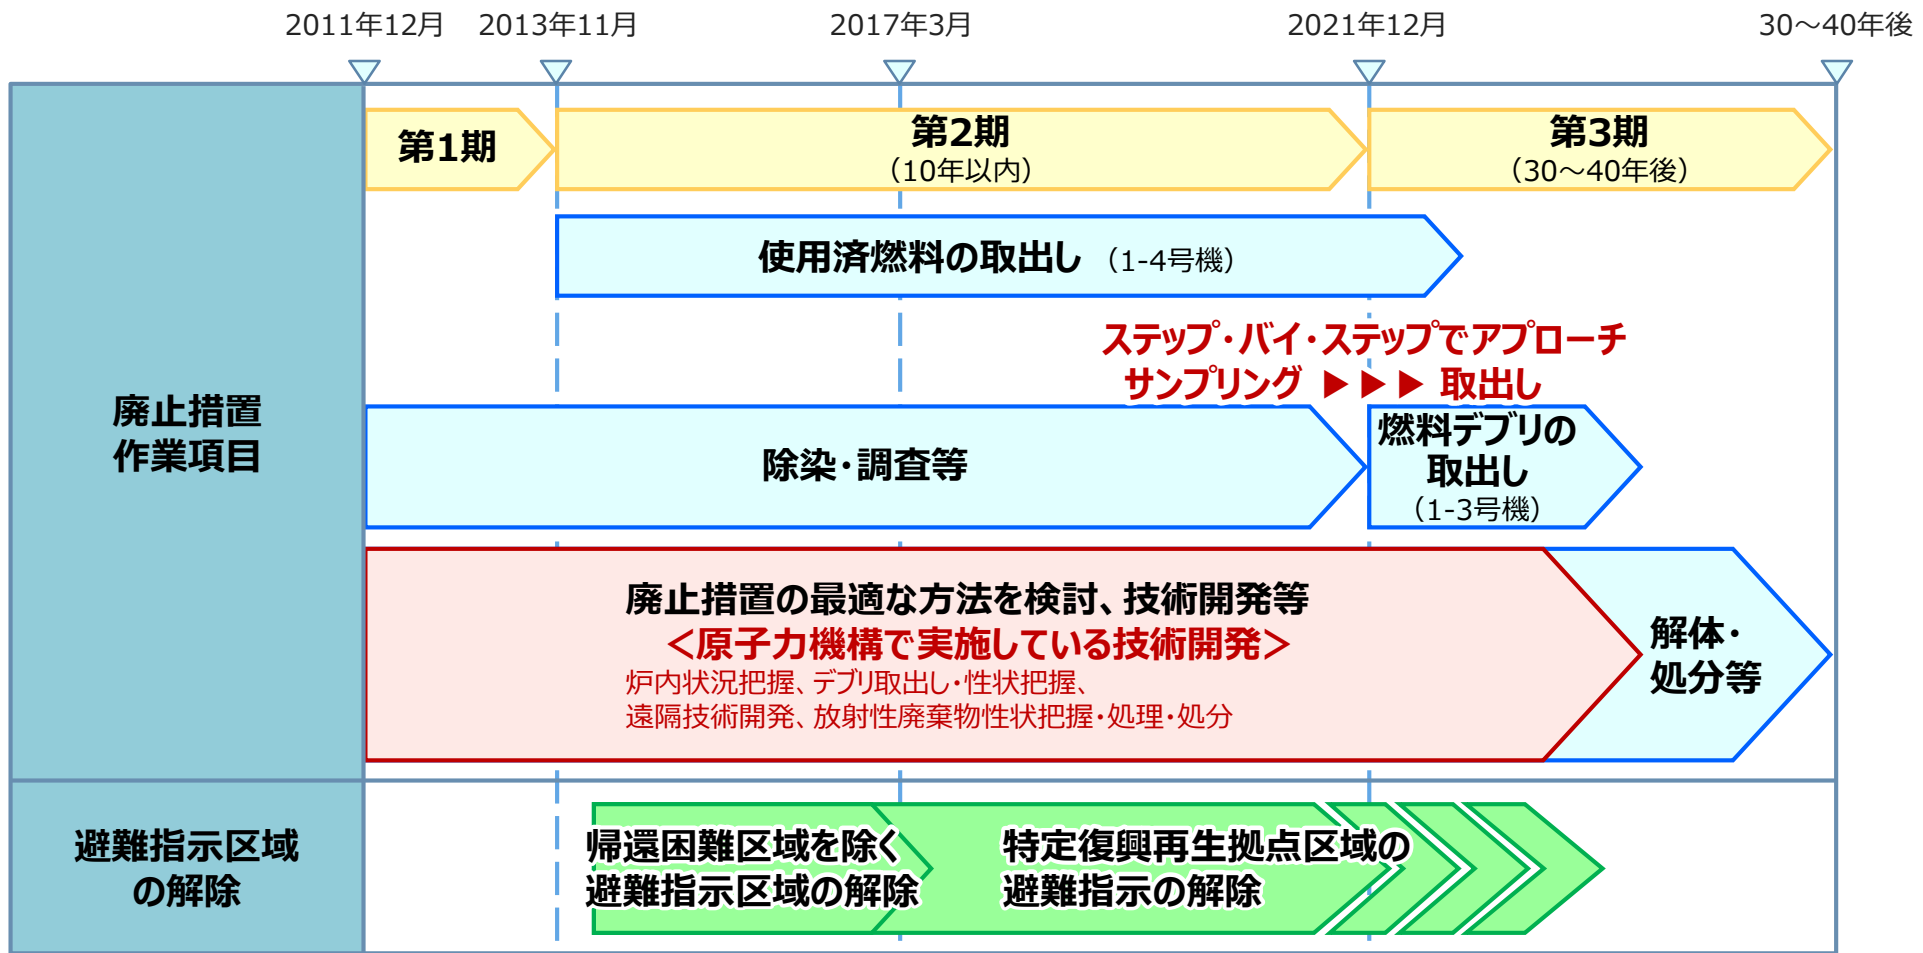 2011年12月
2013年11月
2017年3月
2021年12月
30～40年後
第1期
第2期
（10年以内）
第3期
（30～40年後）
使用済燃料の取出し （1-4号機）
ステップ・バイ・ステップでアプローチ
サンプリング ▶ ▶ ▶ 取出し
廃止措置
作業項目
除染・調査等
燃料デブリの
取出し
（1-3号機）
廃止措置の最適な方法を検討、技術開発等
＜原子力機構で実施している技術開発＞
炉内状況把握、デブリ取出し・性状把握、
遠隔技術開発、放射性廃棄物性状把握・処理・処分
解体・
処分等
避難指示区域
の解除
帰還困難区域を除く
避難指示区域の解除
特定復興再生拠点区域の
避難指示の解除